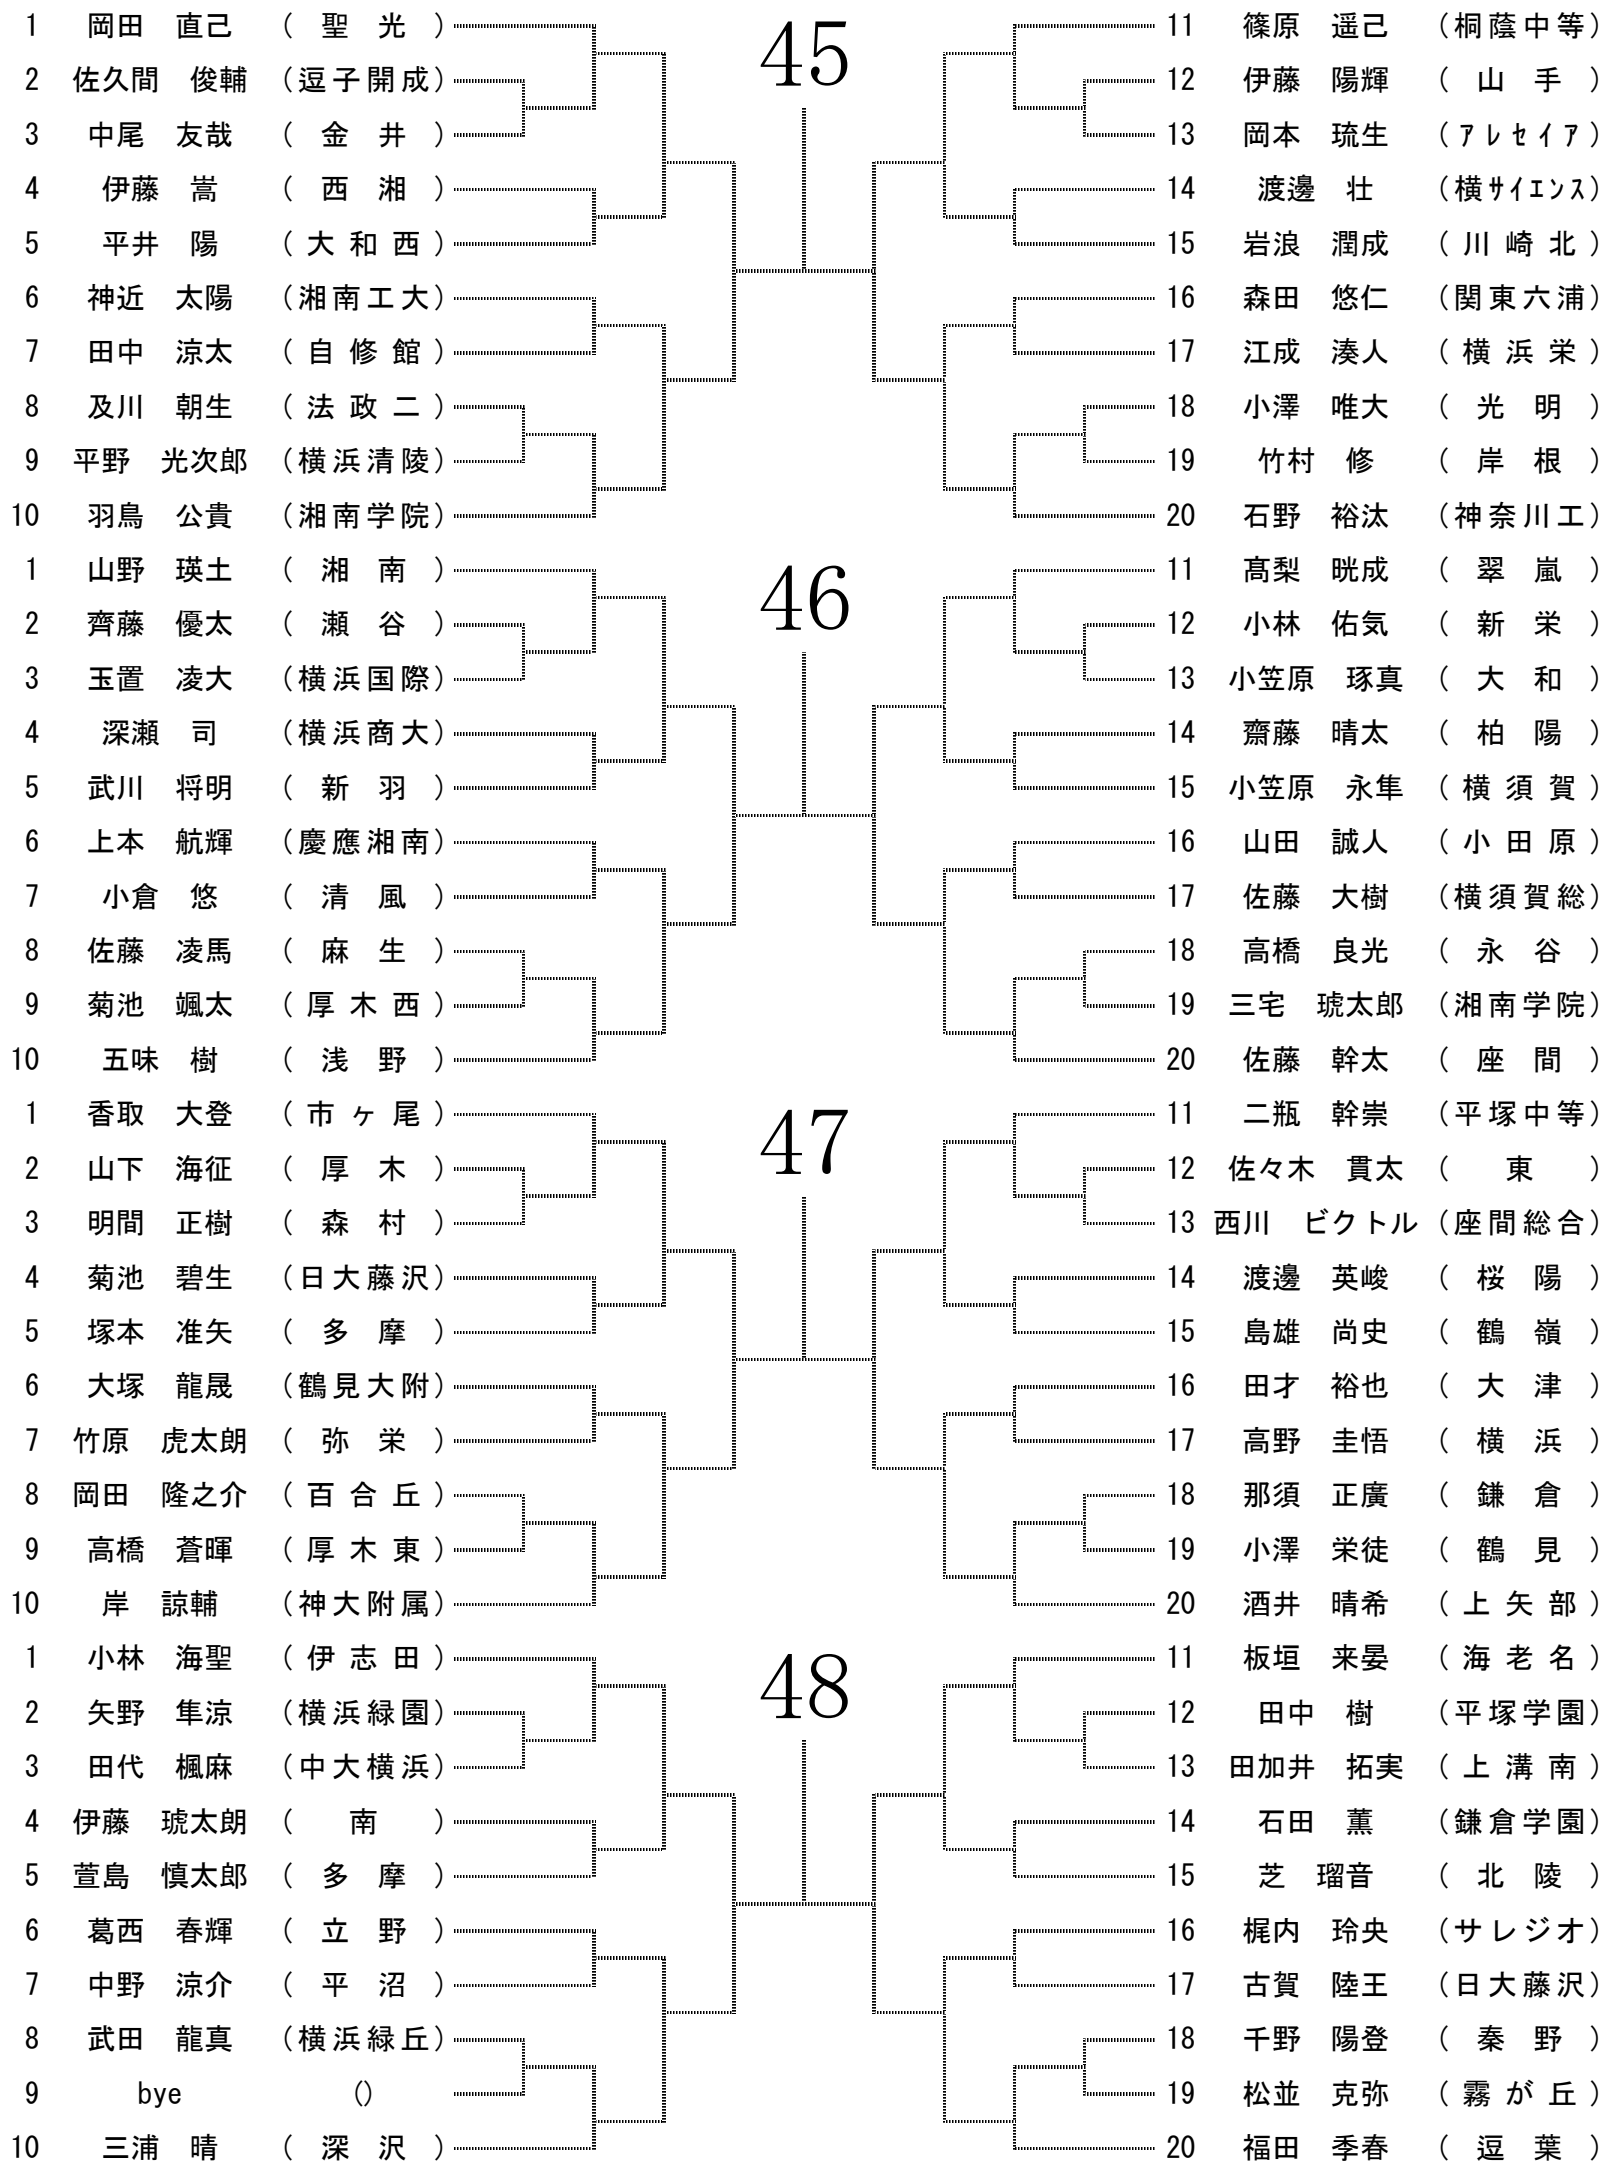 45
1 岡田 直己 (聖光)
2 佐久間 俊輔 (逗子開成)
3 中尾 友哉 (金井)
4 伊藤 嵩 (西湘)
5 平井 陽 (大和西)
6 神近 太陽 (湘南工大)
7 田中 涼太 (自修館)
8 及川 朝生 (法政二)
9 平野 光次郎 (横浜清陵)
10 羽鳥 公貴 (湘南学院)
11 篠原 遥己 (桐蔭中等)
12 伊藤 陽輝 (山手)
13 岡本 琉生 (アレセイア)
14 渡邊 壮 (横サイエンス)
15 岩浪 潤成 (川崎北)
16 森田 悠仁 (関東六浦)
17 江成 湊人 (横浜栄)
18 小澤 唯大 (光明)
19 竹村 修 (岸根)
20 石野 裕汰 (神奈川工)
46
1 山野 瑛土 (湘南)
2 齊藤 優太 (瀬谷)
3 玉置 凌大 (横浜国際)
4 深瀬 司 (横浜商大)
5 武川 将明 (新羽)
6 上本 航輝 (慶應湘南)
7 小倉 悠 (清風)
8 佐藤 凌馬 (麻生)
9 菊池 颯太 (厚木西)
10 五味 樹 (浅野)
11 髙梨 晄成 (翠嵐)
12 小林 佑気 (新栄)
13 小笠原 琢真 (大和)
14 齋藤 晴太 (柏陽)
15 小笠原 永隼 (横須賀)
16 山田 誠人 (小田原)
17 佐藤 大樹 (横須賀総)
18 高橋 良光 (永谷)
19 三宅 琥太郎 (湘南学院)
20 佐藤 幹太 (座間)
47
1 香取 大登 (市ヶ尾)
2 山下 海征 (厚木)
3 明間 正樹 (森村)
4 菊池 碧生 (日大藤沢)
5 塚本 准矢 (多摩)
6 大塚 龍晟 (鶴見大附)
7 竹原 虎太朗 (弥栄)
8 岡田 隆之介 (百合丘)
9 高橋 蒼暉 (厚木東)
10 岸 諒輔 (神大附属)
11 二瓶 幹崇 (平塚中等)
12 佐々木 貫太 (東)
13 西川 ビクトル (座間総合)
14 渡邊 英峻 (桜陽)
15 島雄 尚史 (鶴嶺)
16 田才 裕也 (大津)
17 高野 圭悟 (横浜)
18 那須 正廣 (鎌倉)
19 小澤 栄徒 (鶴見)
20 酒井 晴希 (上矢部)
48
1 小林 海聖 (伊志田)
2 矢野 隼涼 (横浜緑園)
3 田代 楓麻 (中大横浜)
4 伊藤 琥太朗 (南)
5 萱島 慎太郎 (多摩)
6 葛西 春輝 (立野)
7 中野 涼介 (平沼)
8 武田 龍真 (横浜緑丘)
9 bye ()
10 三浦 晴 (深沢)
11 板垣 来晏 (海老名)
12 田中 樹 (平塚学園)
13 田加井 拓実 (上溝南)
14 石田 薫 (鎌倉学園)
15 芝 瑠音 (北陵)
16 梶内 玲央 (サレジオ)
17 古賀 陸王 (日大藤沢)
18 千野 陽登 (秦野)
19 松並 克弥 (霧が丘)
20 福田 季春 (逗葉)